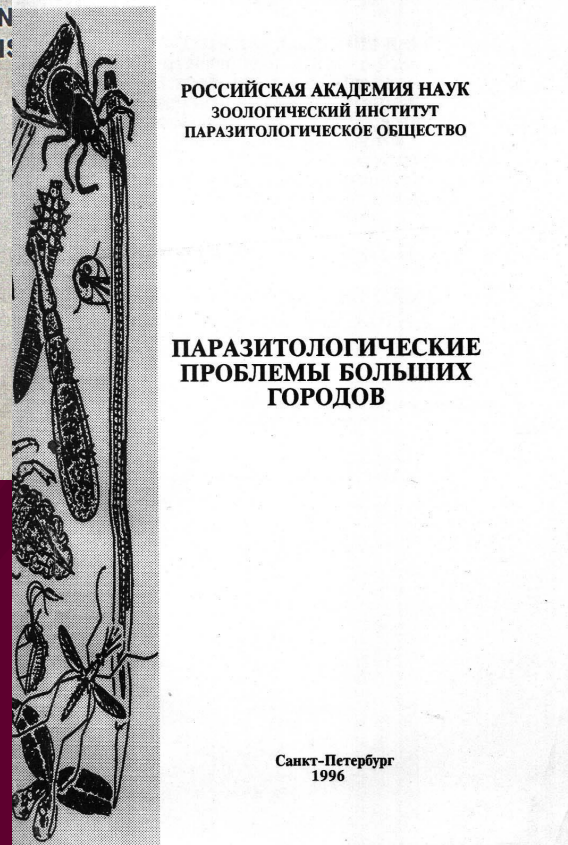 РОССИЙСКАЯ АКАДЕМИЯ НАУК
ЗООЛОГИЧЕСКИЙ ИНСТИТУТ
ПАРАЗИТОЛОГИЧЕСКОЕ ОБЩЕСТВО
ПАРАЗИТОЛОГИЧЕСКИЕ
ПРОБЛЕМЫ БОЛЬШИХ
ГОРОДОВ
Санкт-Петербург
1996